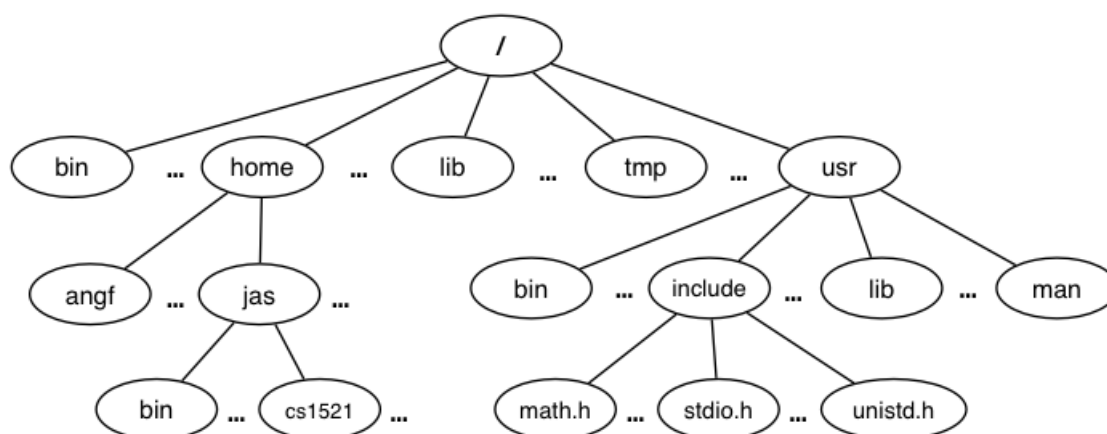 /
bin ... home ... lib ... tmp ... usr
angf ... jas ... bin ... include ... lib ... man
bin ... cs1521 ... math.h ... stdio.h ... unistd.h